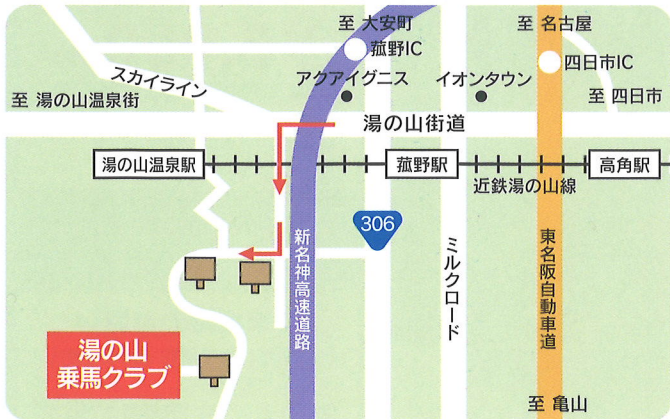 至 大安町
菰野IC
至 名古屋
四日市IC
スカイライン
アクアイグニス
イオンタウン
至 湯の山温泉街
至 四日市
湯の山街道
湯の山温泉駅
菰野駅
高角駅
近鉄湯の山線
306
新名神高速道路
ミルクロード
東名阪自動車道
湯の山
乗馬クラブ
至 亀山